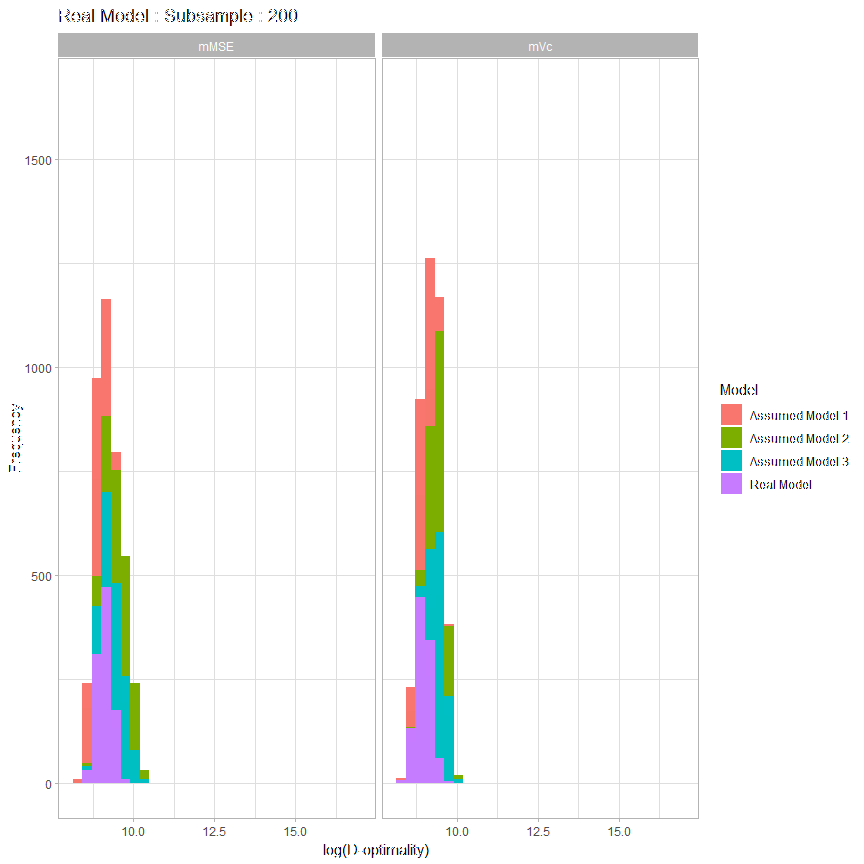 Real Model :: Subsample : 200
mMSE
mVc
1500
1000
500
0
Frequency
10.0
12.5
15.0
10.0
12.5
15.0
log(D-optimality)
Model
Assumed Model 1
Assumed Model 2
Assumed Model 3
Real Model